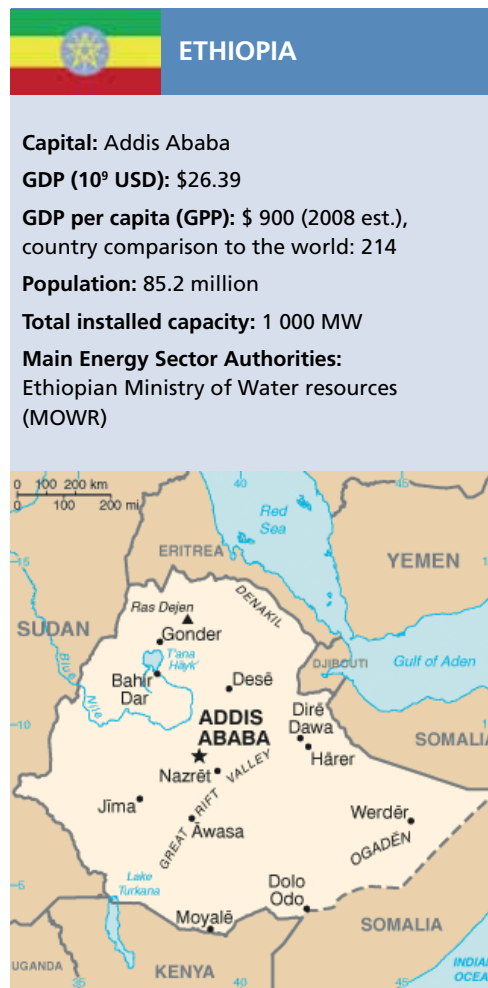 ETHIOPIA
Capital: Addis Ababa
GDP (10⁹ USD): $26.39
GDP per capita (GPP): $ 900 (2008 est.),
country comparison to the world: 214
Population: 85.2 million
Total installed capacity: 1 000 MW
Main Energy Sector Authorities:
Ethiopian Ministry of Water resources
(MOWR)
0 100 200 km
0 100 200 mi
40
45
Red
Sea
ERITREA
YEMEN
15
Ras Dejen
DENAKIL
SUDAN
Gonder
T'ana
Hāyk'
DJIBOUTI
Gulf of Aden
Blue
Nile
Bahir
Dar
Desē
10
ADDIS
ABABA
Dirē
Dawa
Hārer
SOMALIA
Nazrēt
GREAT RIFT VALLEY
Jīma
Āwasa
Werdēr
OGADĒN
5
Lake
Turkana
Dolo
Odo
Moyalē
SOMALIA
UGANDA
35
KENYA
40
45
INDIAN
OCEA